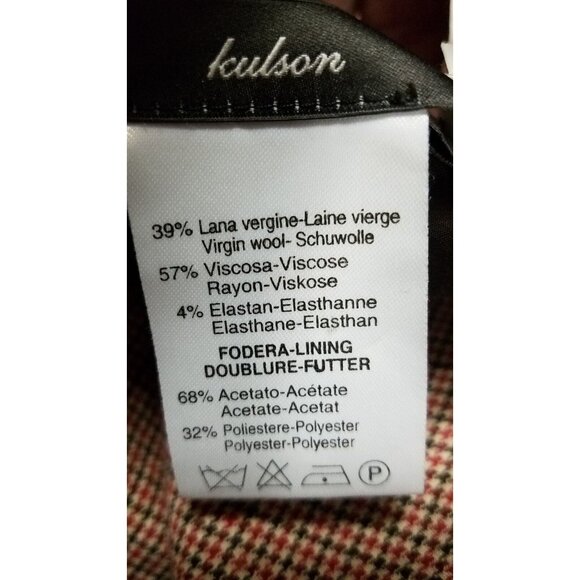 kulson
39% Lana vergine-Laine vierge
Virgin wool- Schuwolle
57% Viscosa-Viscose
Rayon-Viskose
4% Elastan-Elasthanne
Elasthane-Elasthan
FODERA-LINING
DOUBLURE-FUTTER
68% Acetato-Acétate
Acetate-Acetat
32% Poliestere-Polyester
Polyester-Polyester
P